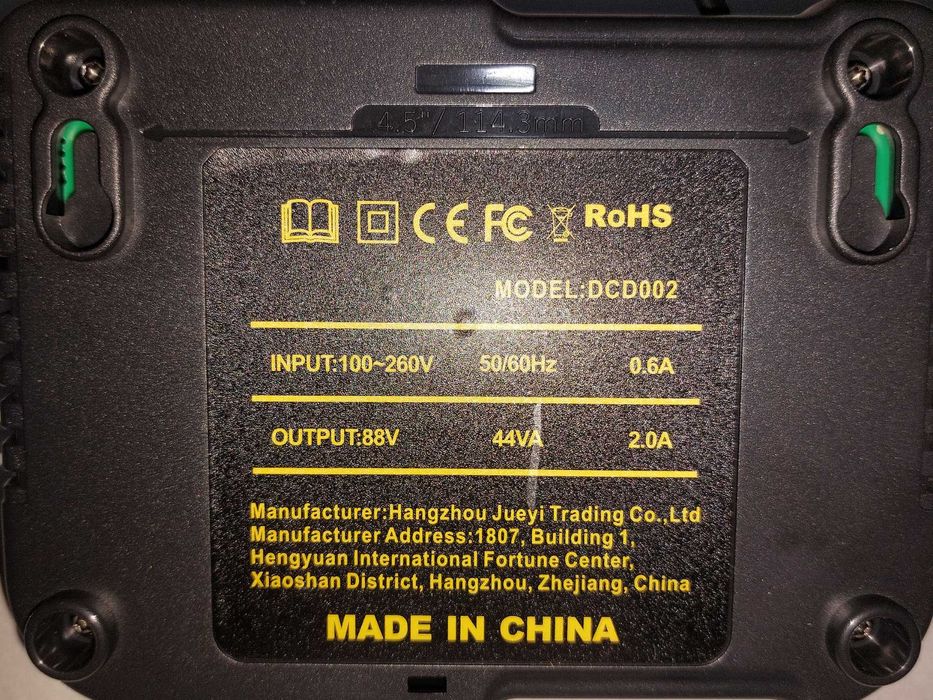 4.5"/ 114.3mm
CE FC RoHS
MODEL:DCD002
INPUT:100~260V 50/60Hz 0.6A
OUTPUT:88V 44VA 2.0A
Manufacturer:Hangzhou Jueyi Trading Co.,Ltd
Manufacturer Address:1807, Building 1,
Hengyuan International Fortune Center,
Xiaoshan District, Hangzhou, Zhejiang, China
MADE IN CHINA